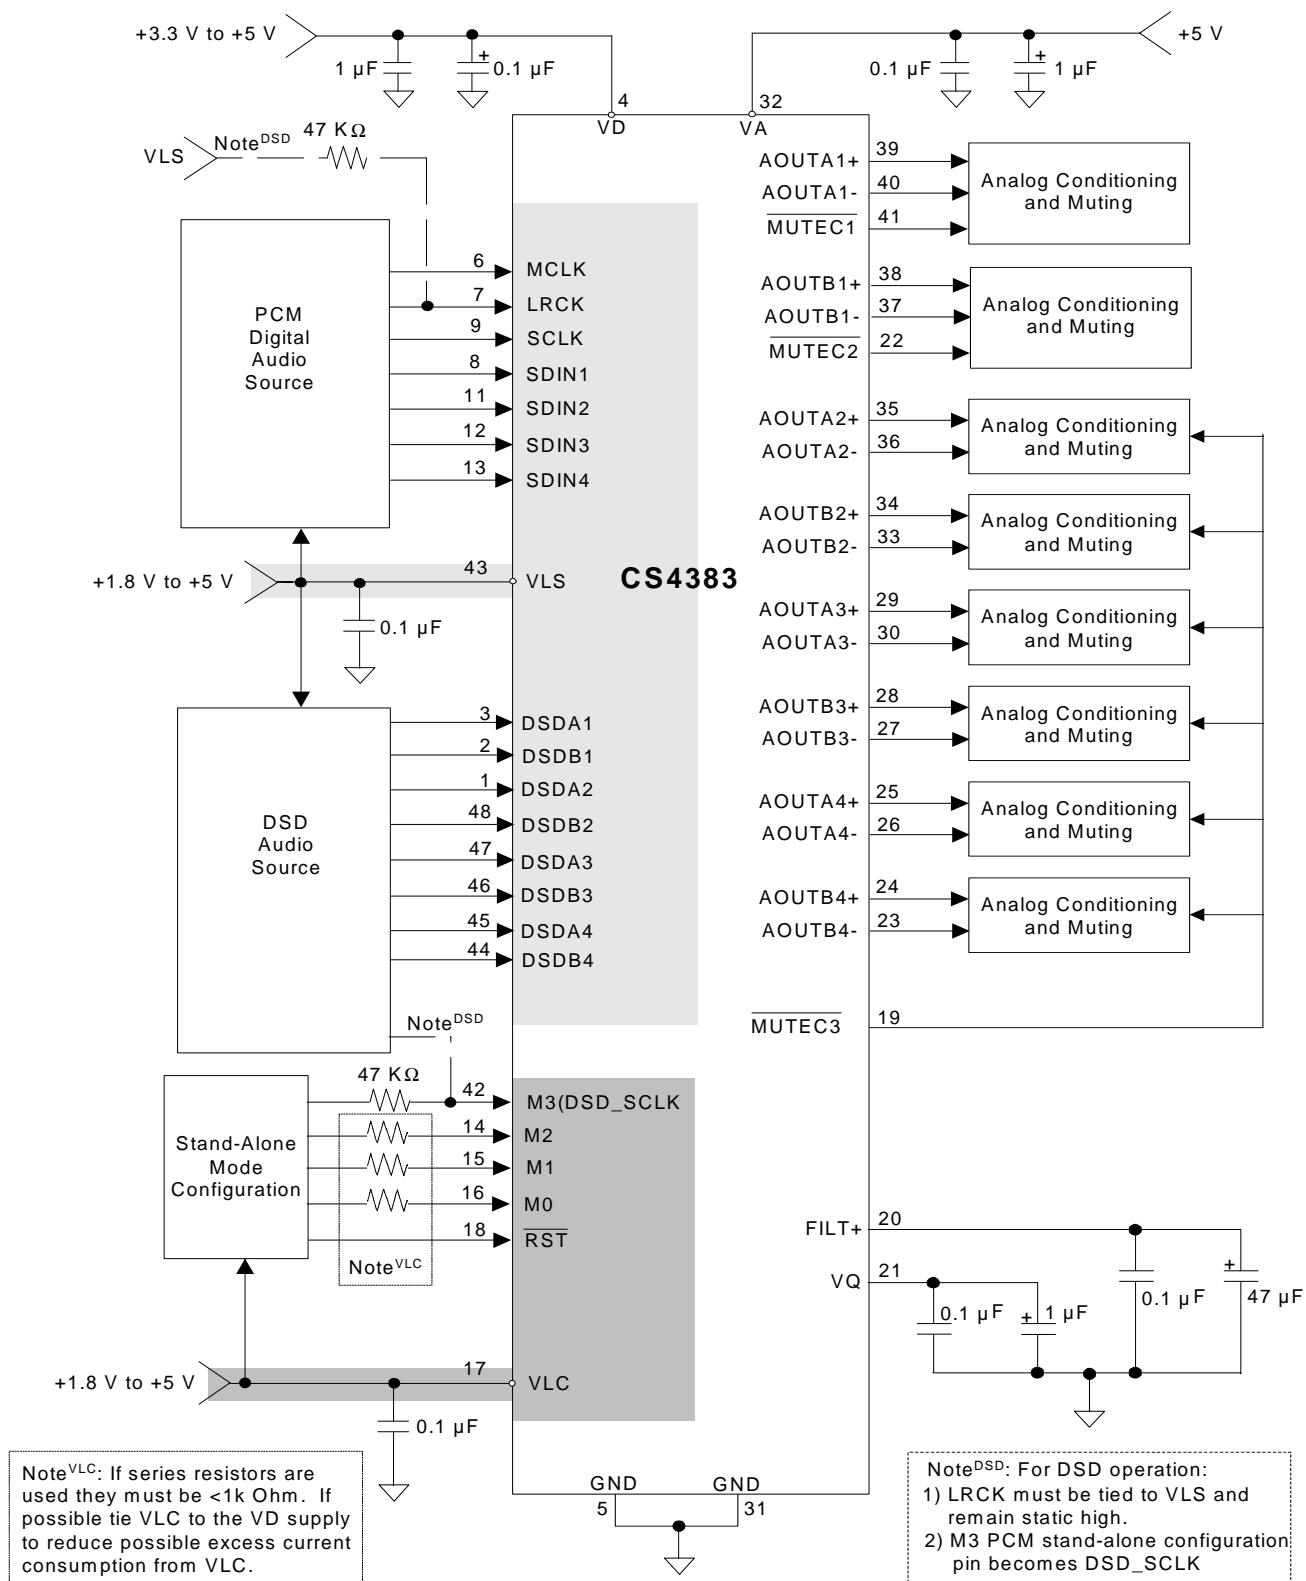 +3.3 V to +5 V
1 µF
+
0.1 µF
0.1 µF
+
1 µF
+5 V
4
VD
32
VA
VLS
Note^DSD
47 KΩ
PCM
Digital
Audio
Source
6
MCLK
7
LRCK
9
SCLK
8
SDIN1
11
SDIN2
12
SDIN3
13
SDIN4
+1.8 V to +5 V
43
VLS
0.1 µF
CS4383
DSD
Audio
Source
3
DSDA1
2
DSDB1
1
DSDA2
48
DSDB2
47
DSDA3
46
DSDB3
45
DSDA4
44
DSDB4
Note^DSD
Stand-Alone
Mode
Configuration
47 KΩ
42
M3(DSD_SCLK
14
M2
15
M1
16
M0
18
RST
Note^VLC
+1.8 V to +5 V
17
VLC
0.1 µF
AOUTA1+
39
AOUTA1-
40
MUTEC1
41
Analog Conditioning
and Muting
AOUTB1+
38
AOUTB1-
37
MUTEC2
22
Analog Conditioning
and Muting
AOUTA2+
35
AOUTA2-
36
Analog Conditioning
and Muting
AOUTB2+
34
AOUTB2-
33
Analog Conditioning
and Muting
AOUTA3+
29
AOUTA3-
30
Analog Conditioning
and Muting
AOUTB3+
28
AOUTB3-
27
Analog Conditioning
and Muting
AOUTA4+
25
AOUTA4-
26
Analog Conditioning
and Muting
AOUTB4+
24
AOUTB4-
23
Analog Conditioning
and Muting
MUTEC3
19
FILT+
20
VQ
21
0.1 µF
+
1 µF
0.1 µF
+
47 µF
GND
5
GND
31
Note^VLC: If series resistors are
used they must be <1k Ohm. If
possible tie VLC to the VD supply
to reduce possible excess current
consumption from VLC.
Note^DSD: For DSD operation:
1) LRCK must be tied to VLS and
remain static high.
2) M3 PCM stand-alone configuration
pin becomes DSD_SCLK